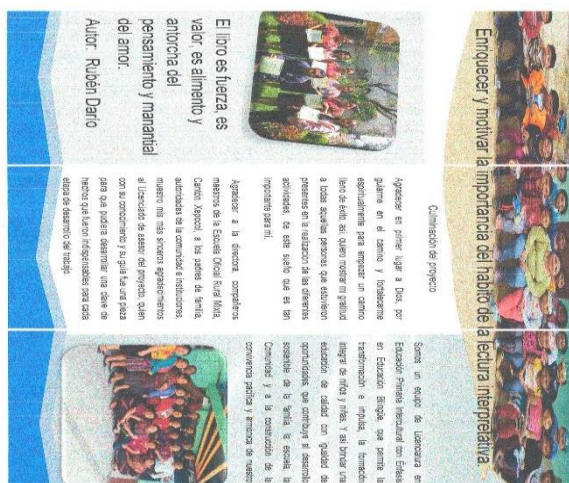 Enriquecer y motivar la importancia del hábito de la lectura interpretativa.
El libro es fuerza, es
valor, es alimento y
antorcha del
pensamiento y manantial
del amor.
Autor: Rubén Darío
Culminación de proyecto
Agradecer en primer lugar a Dios, por
guiarme en el camino y fortalecerme
espiritualmente para empezar un camino
lleno de éxito así, quiero mostrar mi gratitud
a todas aquellas personas que estuvieron
presentes en la realización de las diferentes
actividades, de este sueño que es tan
importante para mí.
Agradecer a la directora, compañeros
maestros de la Escuela Oficial Rural Mixta,
Cantón Xepocol, a los padres de familia,
autoridades de la comunidad e instituciones,
muestro mis más sincero agradecimientos
al Licenciado de asesor del proyecto, quien
con su conocimiento y su guía fue una pieza
para que pudiera desarrollar una clave de
hechos que fueron indispensables para cada
etapa de desarrollo del trabajo.
Somos un equipo de Licenciatura en
Educación Primaria Intercultural con Énfasis
en Educación Bilingüe, que permite la
transformación e impulsa, la formación
integral de niños y niñas. Y así brindar una
educación de calidad con igualdad de
oportunidades, que contribuya al desarrollo
sostenible de la familia, la escuela, la
Comunidad y a la construcción de la
convivencia pacífica y armónica de nuestro